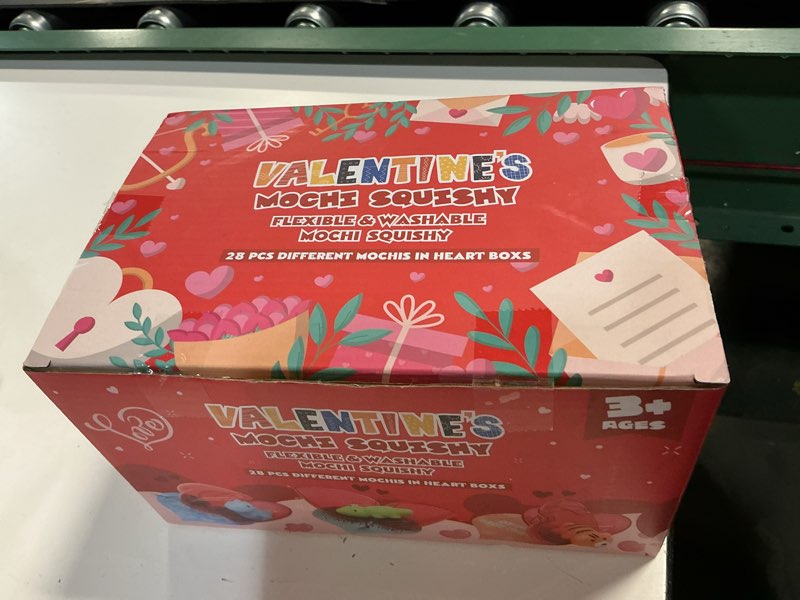 VALENTINE'S
MOCHI SQUISHY
FLEXIBLE & WASHABLE
MOCHI SQUISHY
28 PCS DIFFERENT MOCHIS IN HEART BOXS
Love
VALENTINE'S
MOCHI SQUISHY
FLEXIBLE & WASHABLE
MOCHI SQUISHY
28 PCS DIFFERENT MOCHIS IN HEART BOXS
3+
AGES